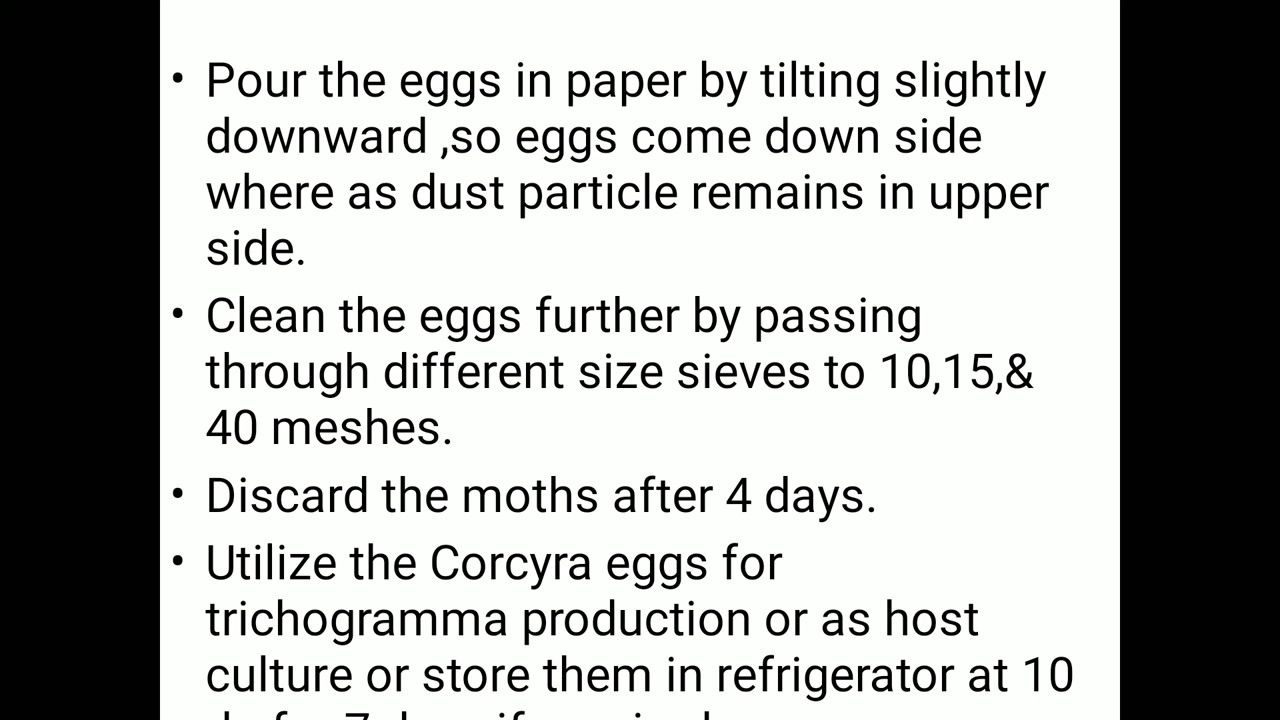 • Pour the eggs in paper by tilting slightly
downward ,so eggs come down side
where as dust particle remains in upper
side.
• Clean the eggs further by passing
through different size sieves to 10,15,&
40 meshes.
• Discard the moths after 4 days.
• Utilize the Corcyra eggs for
trichogramma production or as host
culture or store them in refrigerator at 10